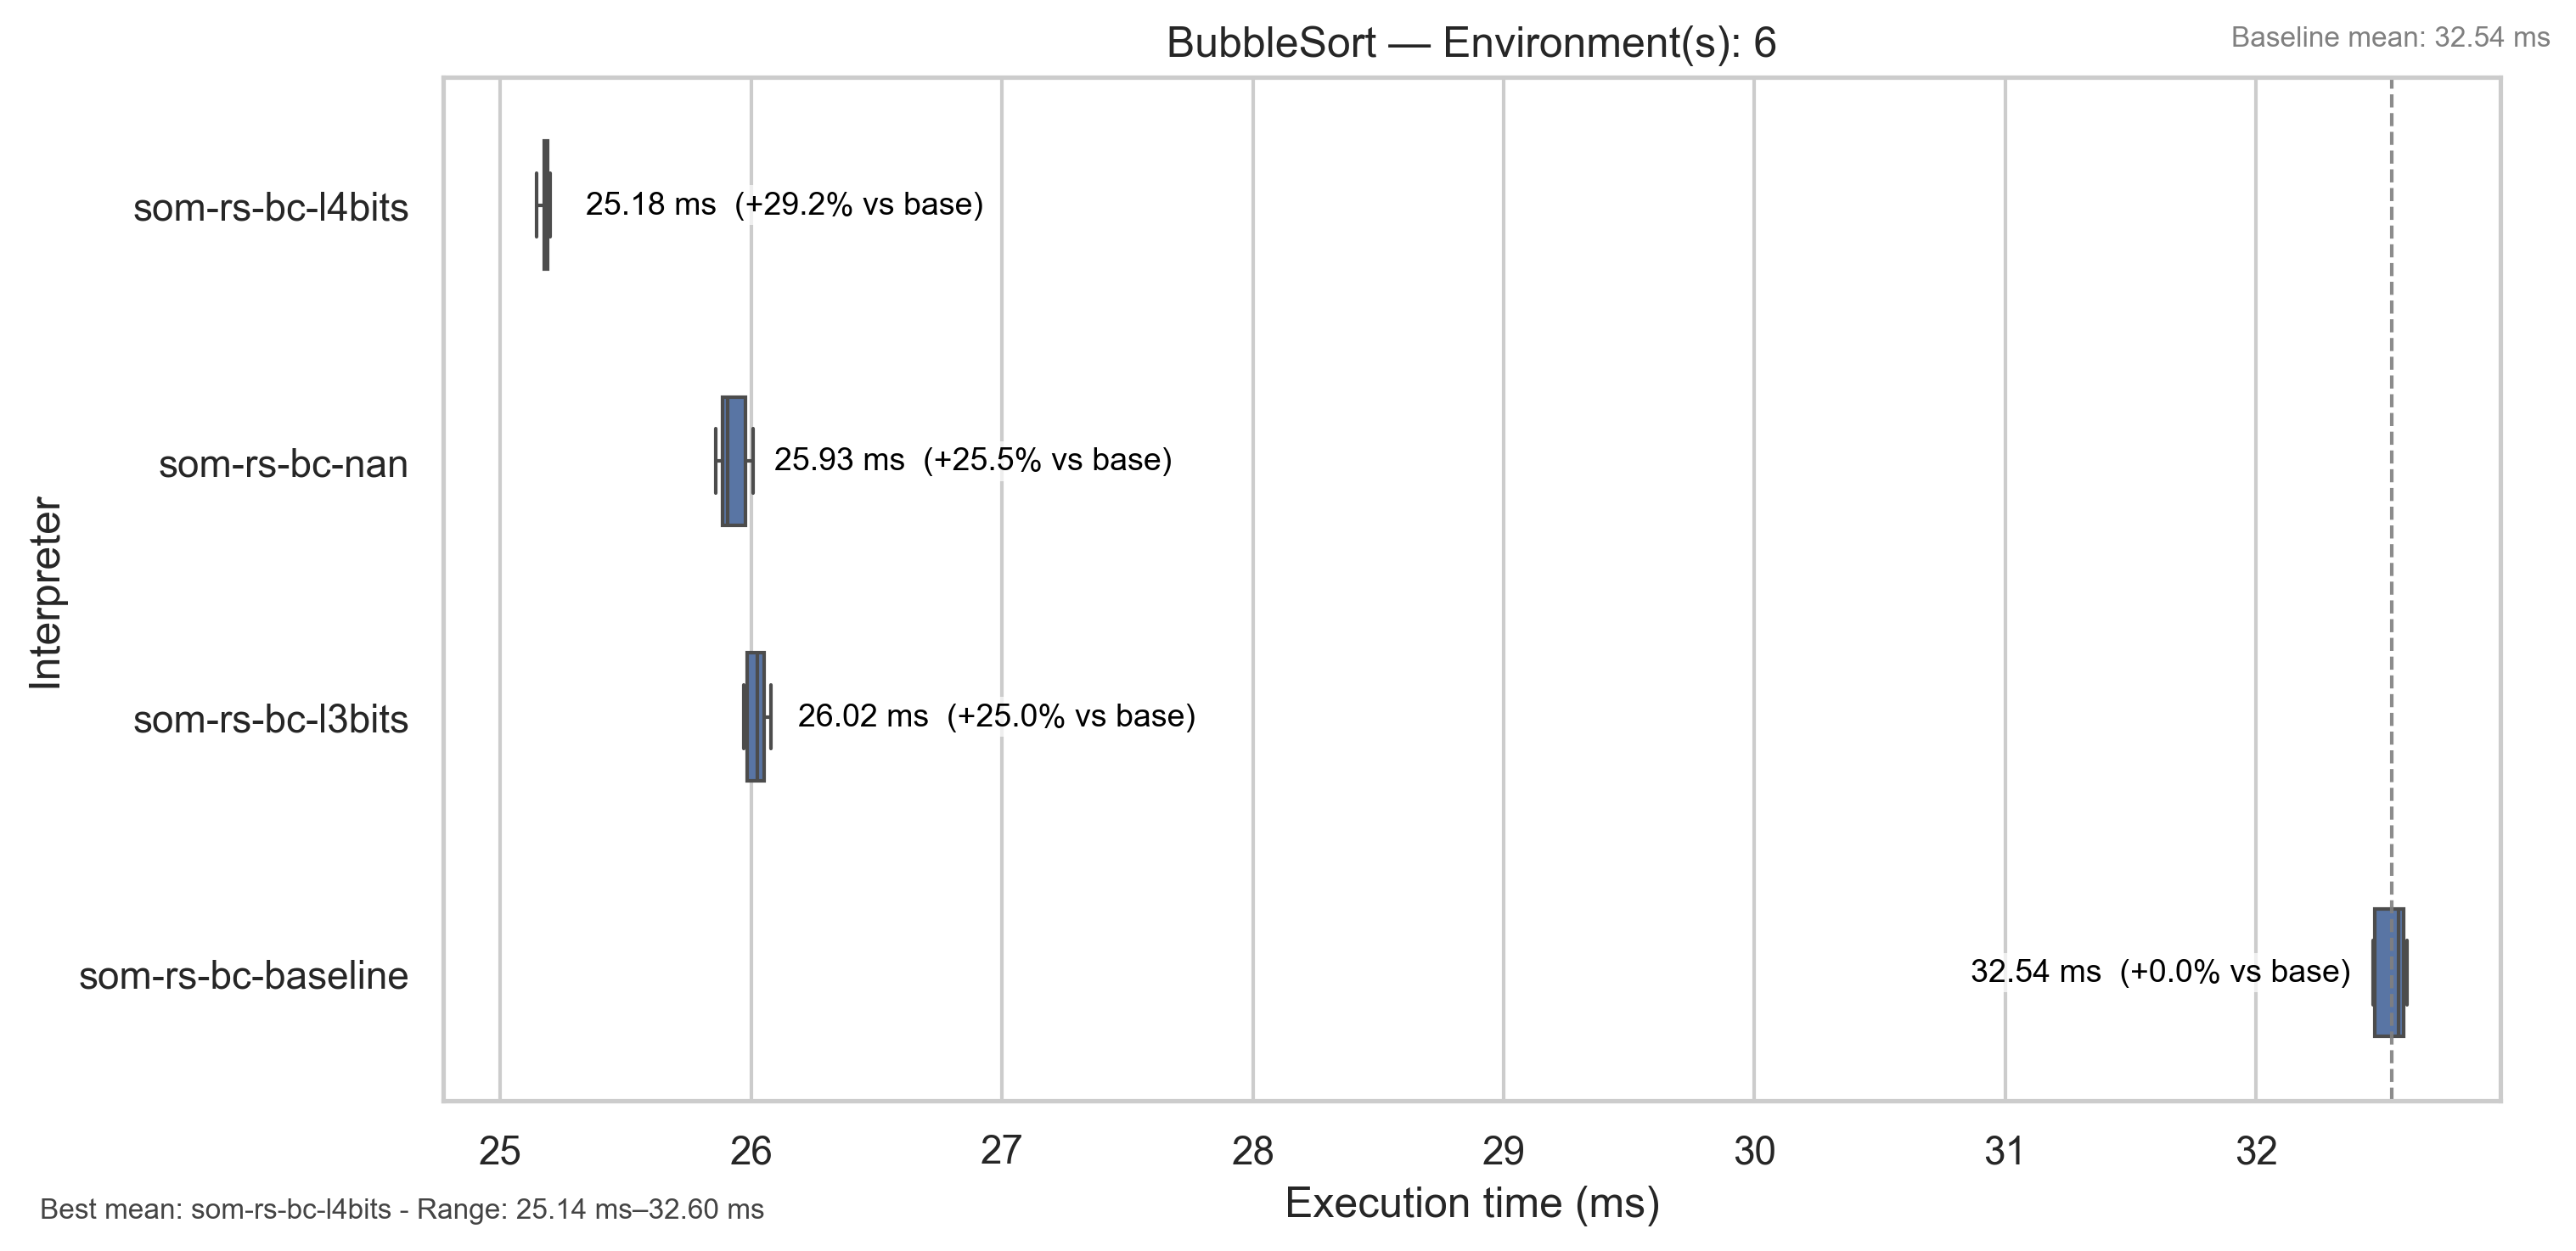 BubbleSort — Environment(s): 6
Baseline mean: 32.54 ms
Interpreter
som-rs-bc-l4bits
25.18 ms  (+29.2% vs base)
som-rs-bc-nan
25.93 ms  (+25.5% vs base)
som-rs-bc-l3bits
26.02 ms  (+25.0% vs base)
som-rs-bc-baseline
32.54 ms  (+0.0% vs base)
25 26 27 28 29 30 31 32
Execution time (ms)
Best mean: som-rs-bc-l4bits - Range: 25.14 ms–32.60 ms